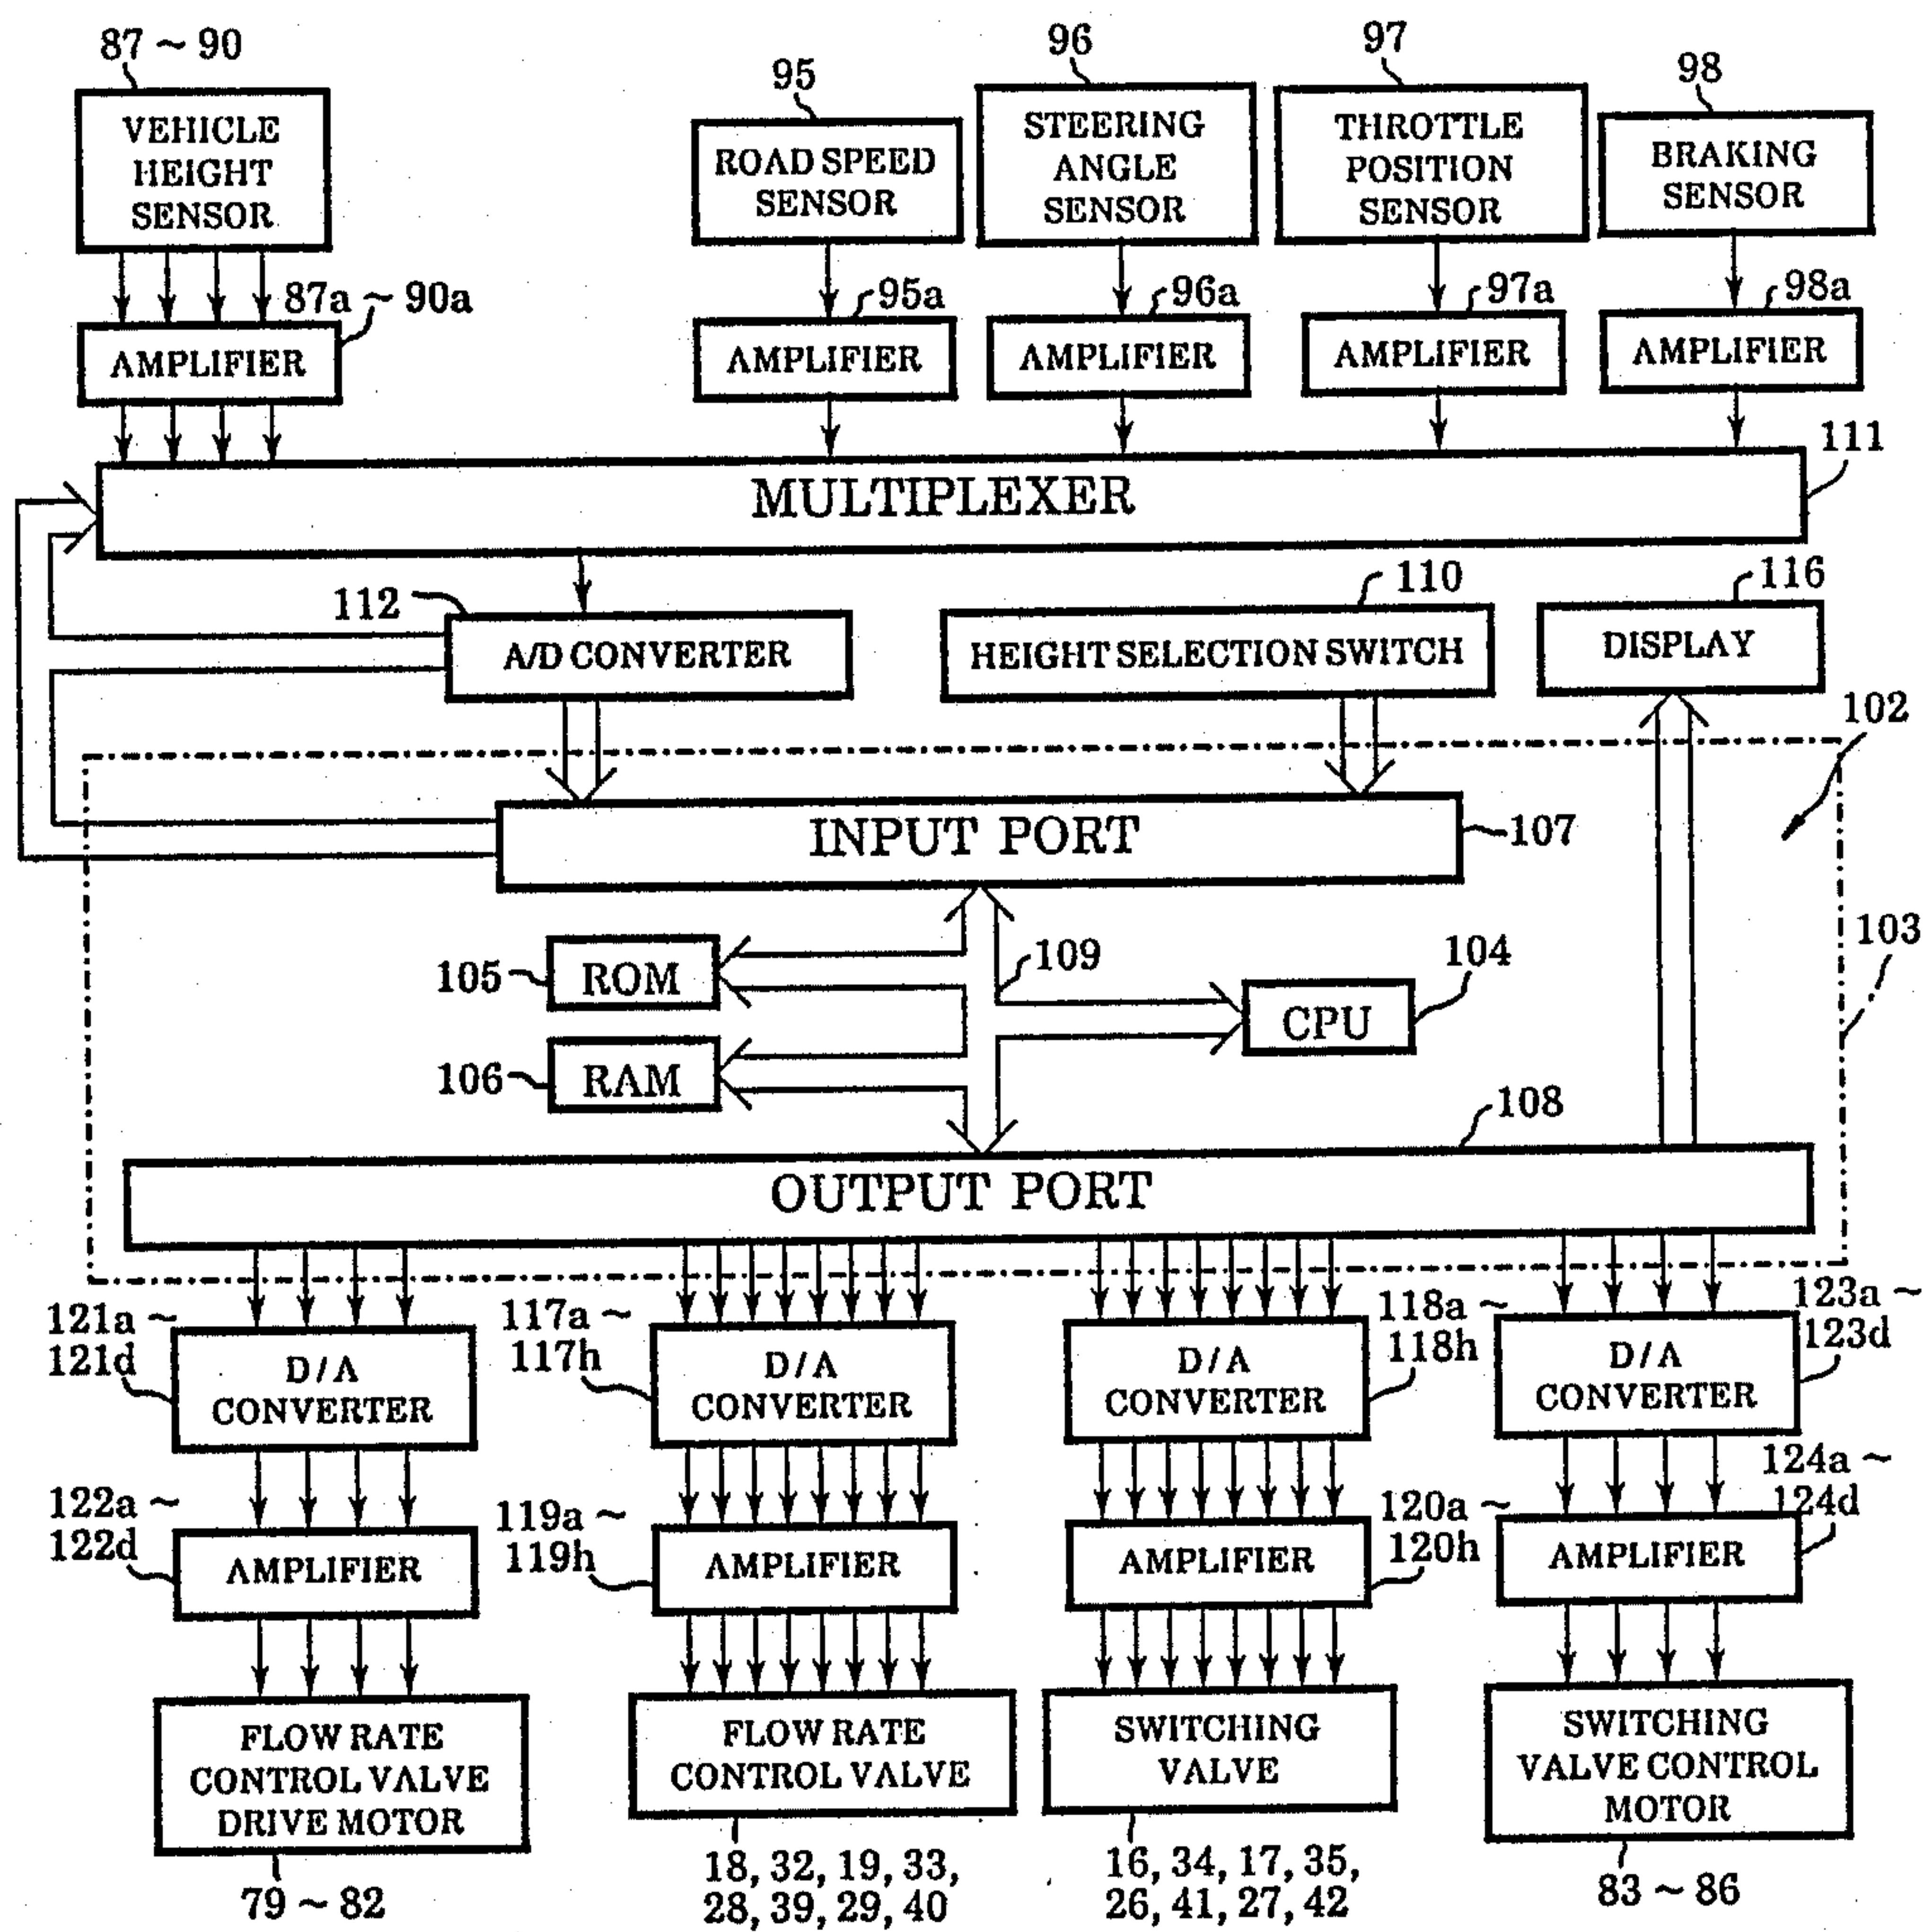 87 ~ 90
95
96
97
98
VEHICLE
HEIGHT
SENSOR
ROAD SPEED
SENSOR
STEERING
ANGLE
SENSOR
THROTTLE
POSITION
SENSOR
BRAKING
SENSOR
87a ~ 90a
95a
96a
97a
98a
AMPLIFIER
AMPLIFIER
AMPLIFIER
AMPLIFIER
AMPLIFIER
111
MULTIPLEXER
112
110
116
A/D CONVERTER
HEIGHT SELECTION SWITCH
DISPLAY
102
INPUT PORT
107
103
105
ROM
109
104
CPU
106
RAM
108
OUTPUT PORT
121a ~
121d
D/A
CONVERTER
117a ~
117h
D/A
CONVERTER
118a ~
118h
D/A
CONVERTER
123a ~
123d
D/A
CONVERTER
122a ~
122d
AMPLIFIER
119a ~
119h
AMPLIFIER
120a ~
120h
AMPLIFIER
124a ~
124d
AMPLIFIER
FLOW RATE
CONTROL VALVE
DRIVE MOTOR
79 ~ 82
FLOW RATE
CONTROL VALVE
18, 32, 19, 33,
28, 39, 29, 40
SWITCHING
VALVE
16, 34, 17, 35,
26, 41, 27, 42
SWITCHING
VALVE CONTROL
MOTOR
83 ~ 86